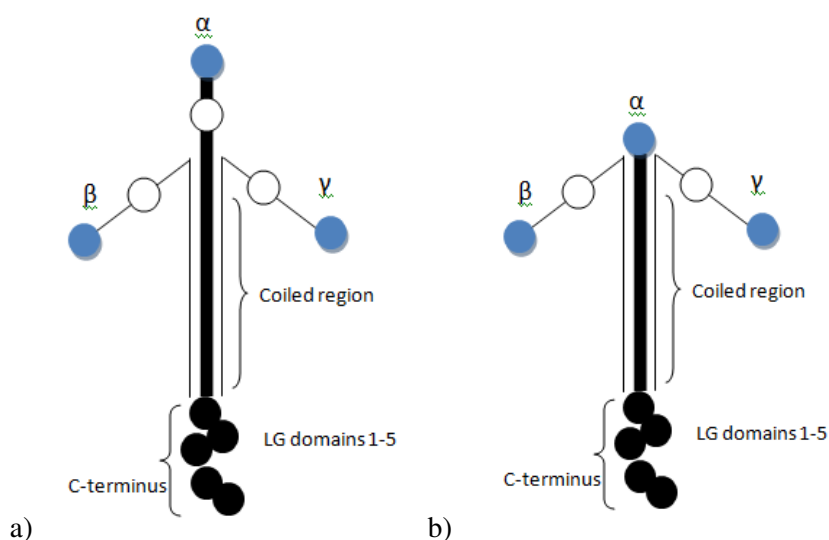 α
β
γ
Coiled region
LG domains 1-5
C-terminus
a)
α
β
γ
Coiled region
LG domains 1-5
C-terminus
b)